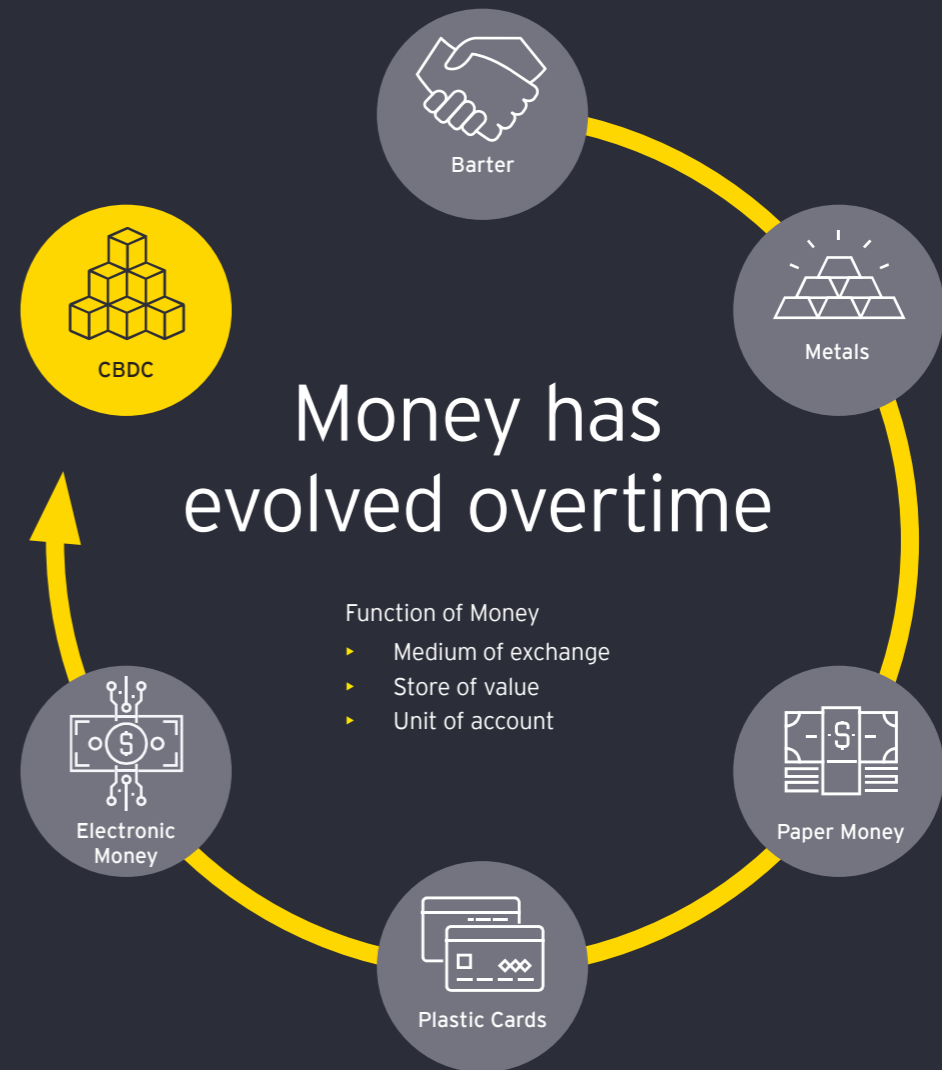 Barter
Metals
CBDC
Money has
evolved overtime
Function of Money
▸ Medium of exchange
▸ Store of value
▸ Unit of account
$
Electronic
Money
$
Paper Money
Plastic Cards